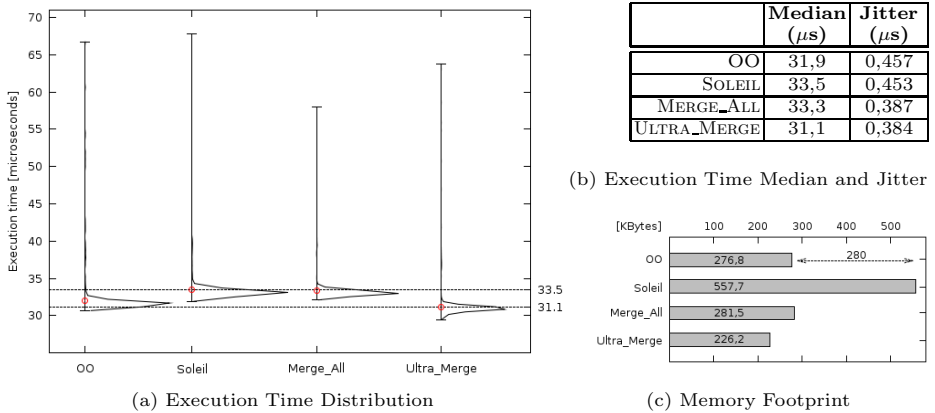 70
65
60
55
50
45
40
35
30
Execution time [microseconds]
33.5
31.1
OO Soleil Merge_All Ultra_Merge
(a) Execution Time Distribution
Median Jitter
(μs) (μs)
OO 31,9 0,457
SOLEIL 33,5 0,453
MERGE_ALL 33,3 0,387
ULTRA_MERGE 31,1 0,384
(b) Execution Time Median and Jitter
[KBytes] 100 200 300 400 500
OO 276,8 280
Soleil 557,7
Merge_All 281,5
Ultra_Merge 226,2
(c) Memory Footprint